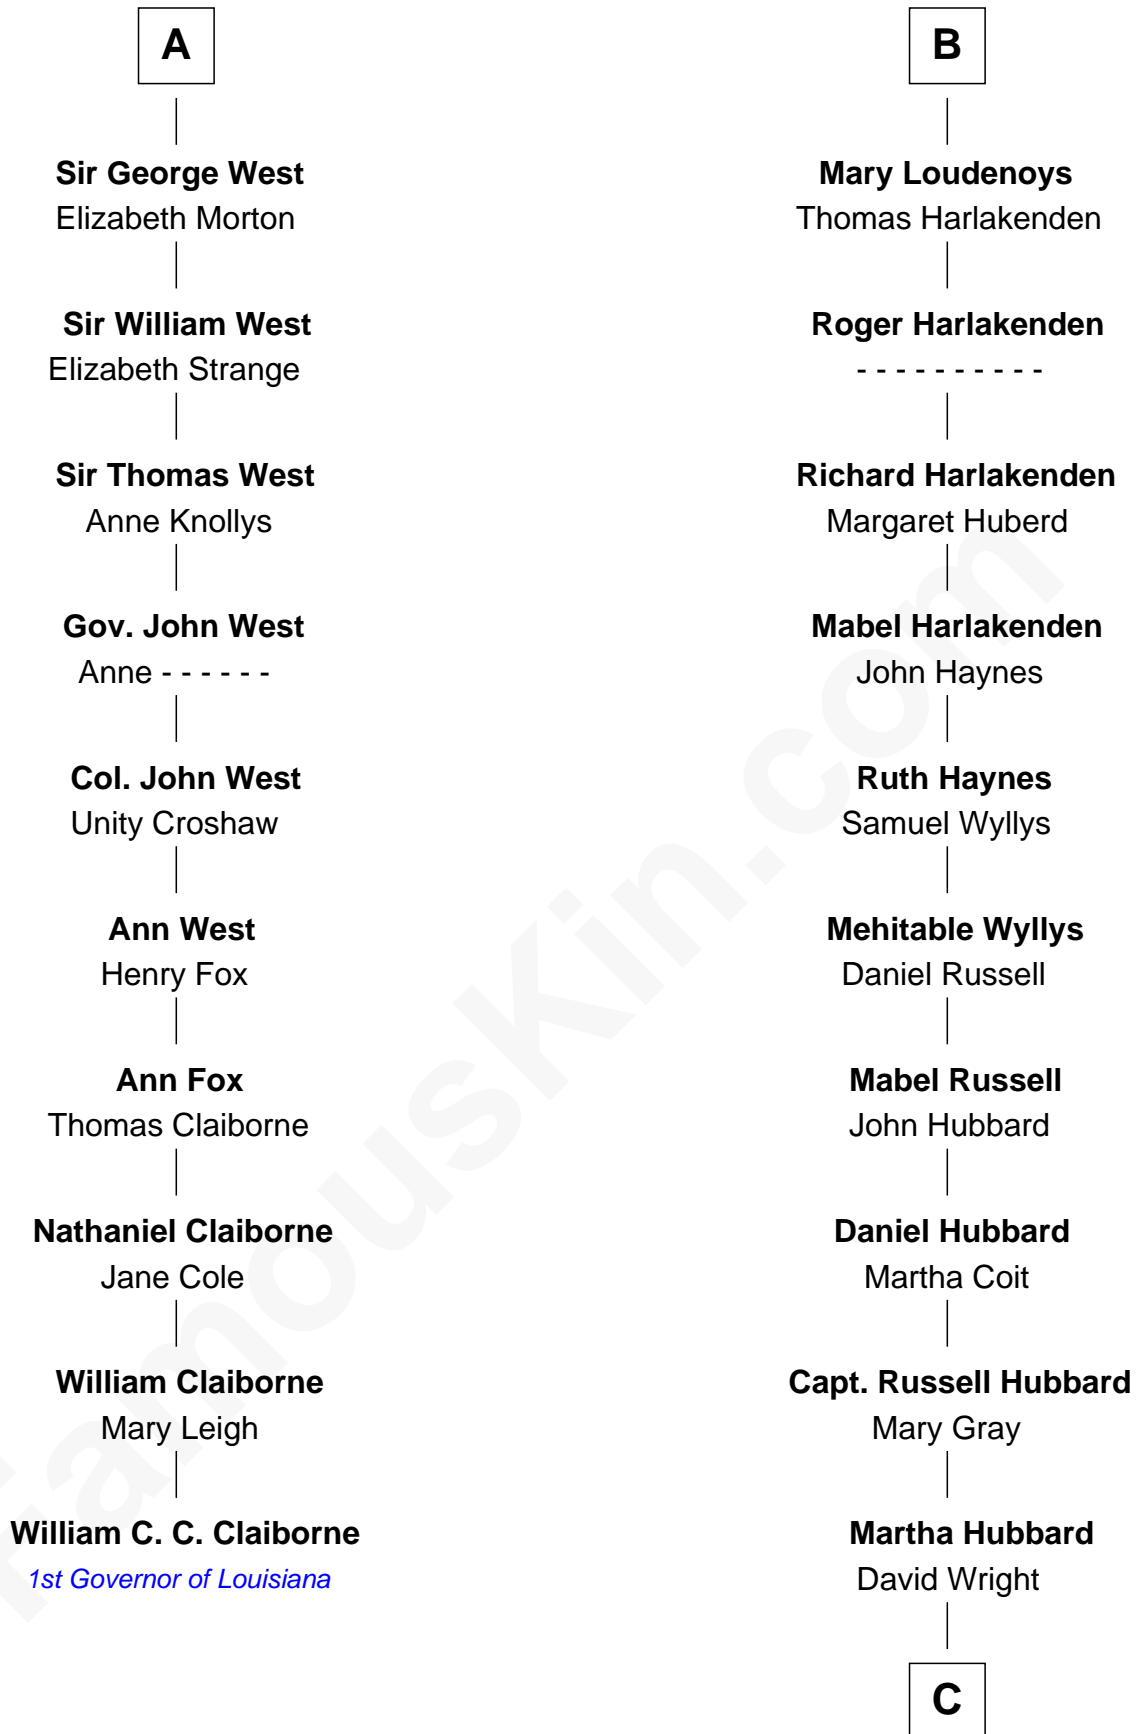 A
Sir George West
Elizabeth Morton
Sir William West
Elizabeth Strange
Sir Thomas West
Anne Knollys
Gov. John West
Anne - - - - - -
Col. John West
Unity Croshaw
Ann West
Henry Fox
Ann Fox
Thomas Claiborne
Nathaniel Claiborne
Jane Cole
William Claiborne
Mary Leigh
William C. C. Claiborne
1st Governor of Louisiana
B
Mary Loudenoys
Thomas Harlakenden
Roger Harlakenden
- - - - - - - - - -
Richard Harlakenden
Margaret Huberd
Mabel Harlakenden
John Haynes
Ruth Haynes
Samuel Wyllys
Mehitable Wyllys
Daniel Russell
Mabel Russell
John Hubbard
Daniel Hubbard
Martha Coit
Capt. Russell Hubbard
Mary Gray
Martha Hubbard
David Wright
C
FamousKin.com